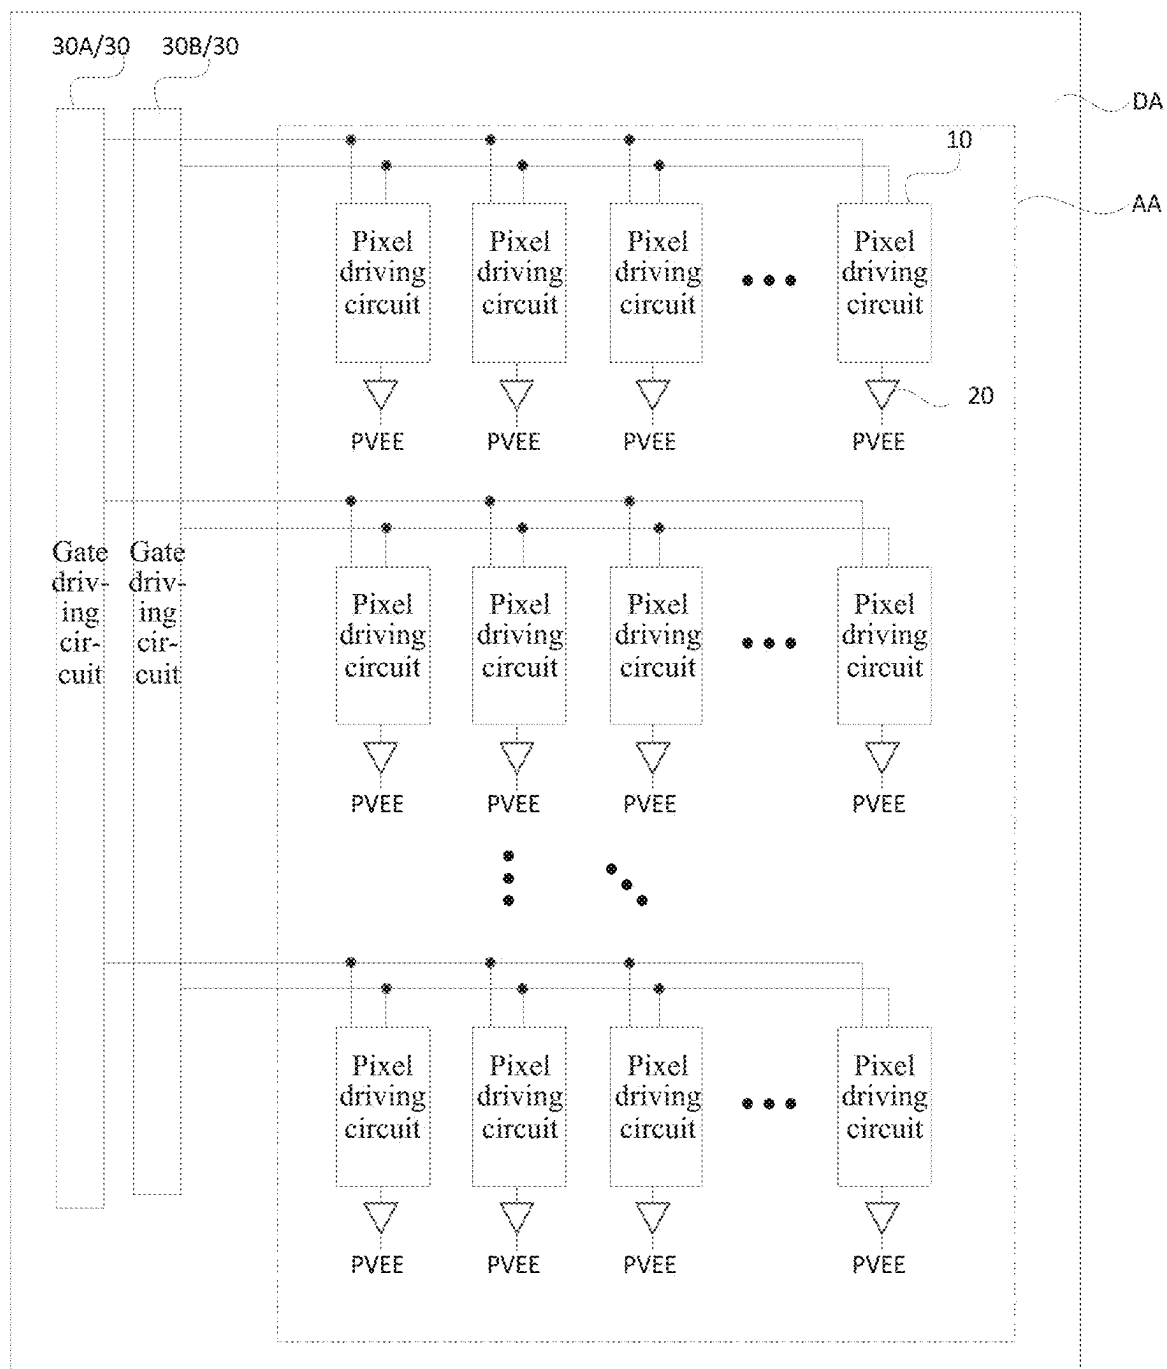 30A/30
30B/30
DA
10
AA
Pixel
driving
circuit
Pixel
driving
circuit
Pixel
driving
circuit
Pixel
driving
circuit
20
PVEE
PVEE
PVEE
PVEE
Gate
driv-
ing
cir-
cuit
Gate
driv-
ing
cir-
cuit
Pixel
driving
circuit
Pixel
driving
circuit
Pixel
driving
circuit
Pixel
driving
circuit
PVEE
PVEE
PVEE
PVEE
Pixel
driving
circuit
Pixel
driving
circuit
Pixel
driving
circuit
Pixel
driving
circuit
PVEE
PVEE
PVEE
PVEE